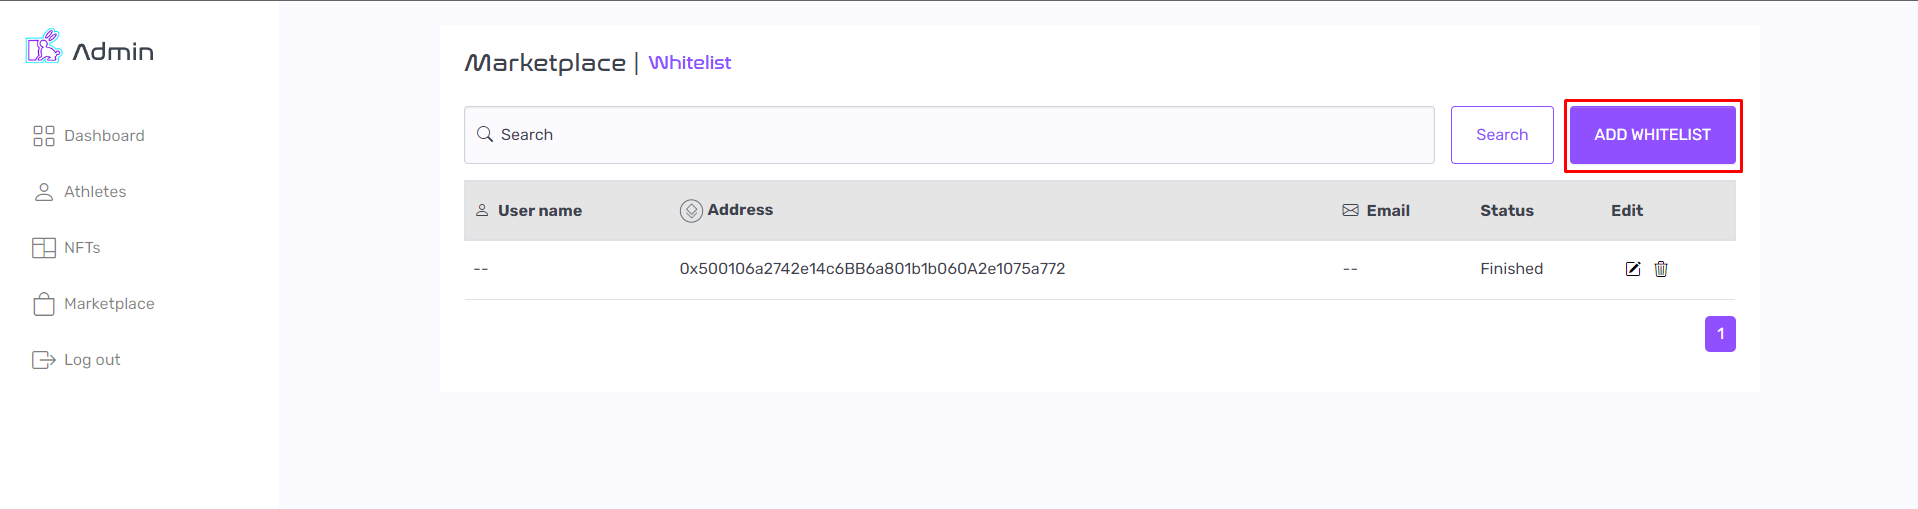 Admin
Dashboard
Athletes
NFTs
Marketplace
Log out
Marketplace | Whitelist
Search
Search
ADD WHITELIST
User name Address Email Status Edit
-- 0x500106a2742e14c6BB6a801b1b060A2e1075a772 -- Finished
1